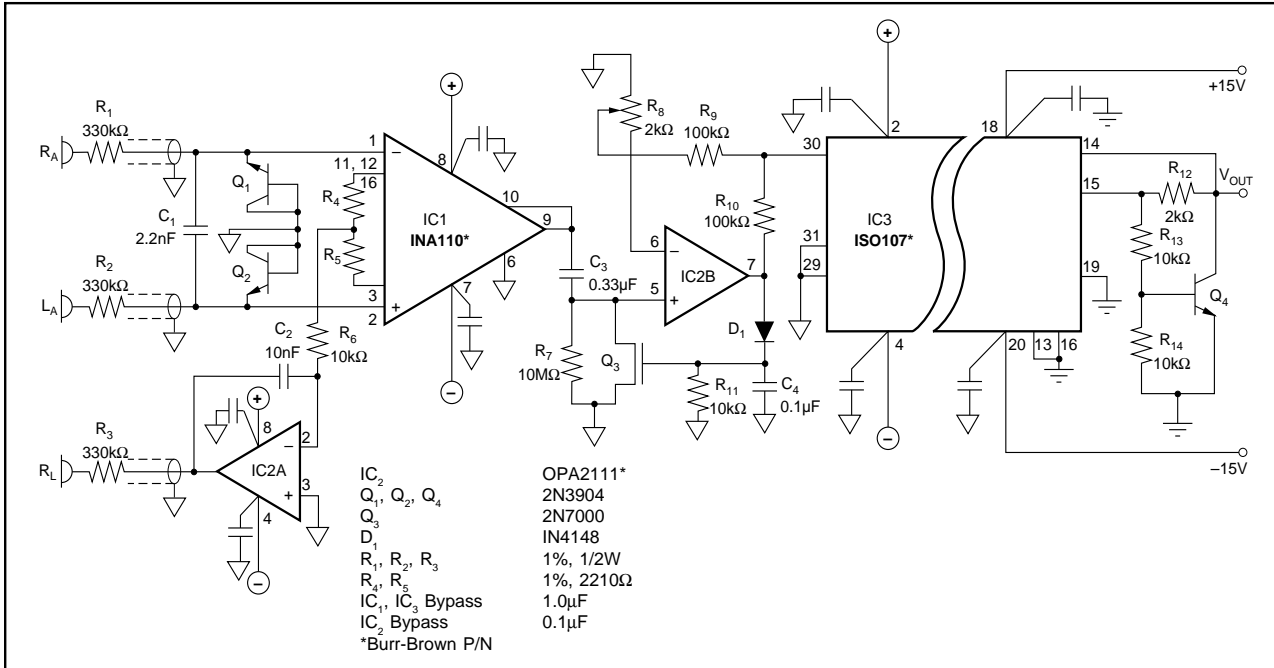 R1
330kΩ
RA
R2
330kΩ
LA
C1
2.2nF
Q1
Q2
R3
330kΩ
RL
C2
10nF
R6
10kΩ
11, 12
16
R4
R5
1
3
2
8
10
9
6
7
−
+
IC1
INA110*
+
−
IC2A
8
2
3
4
−
+
+
−
C3
0.33µF
R7
10MΩ
Q3
R8
2kΩ
R9
100kΩ
R10
100kΩ
6
5
7
−
+
IC2B
D1
R11
10kΩ
C4
0.1µF
+
2
30
31
29
4
−
IC3
ISO107*
18
14
15
19
20
13
16
+15V
VOUT
R12
2kΩ
R13
10kΩ
R14
10kΩ
Q4
–15V
IC2 OPA2111*
Q1, Q2, Q4 2N3904
Q3 2N7000
D1 IN4148
R1, R2, R3 1%, 1/2W
R4, R5 1%, 2210Ω
IC1, IC3 Bypass 1.0µF
IC2 Bypass 0.1µF
*Burr-Brown P/N